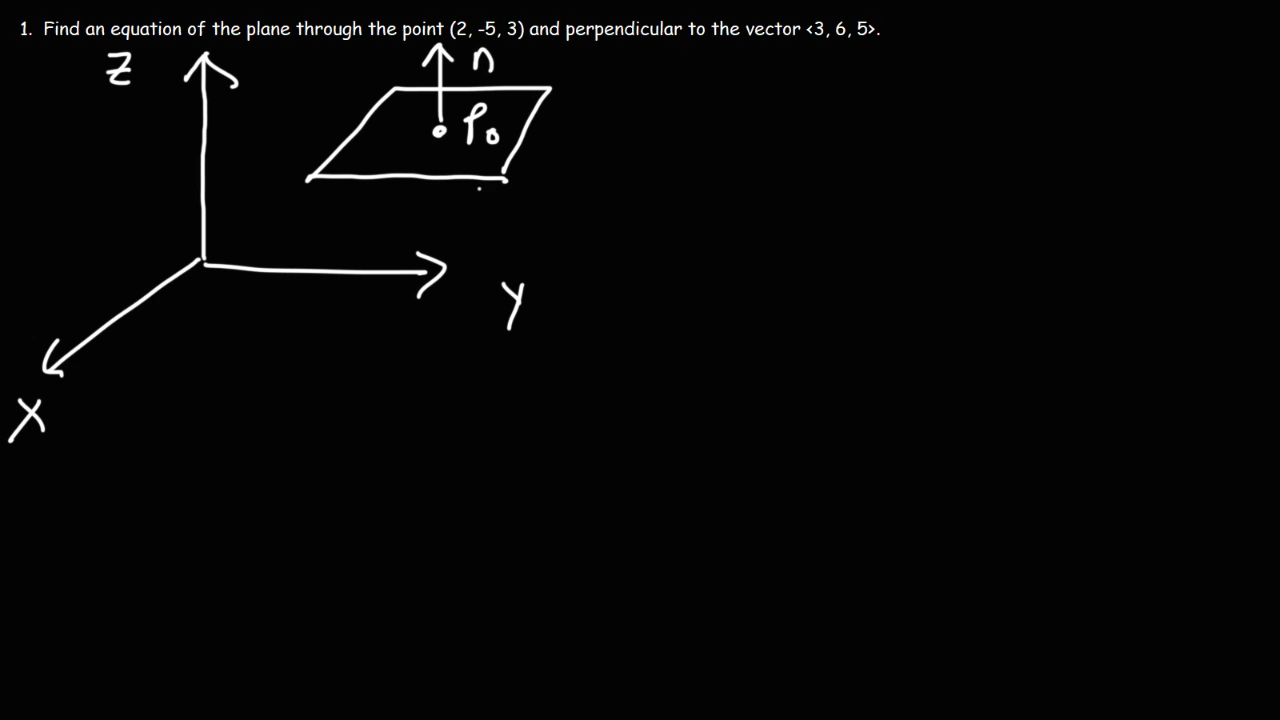 1. Find an equation of the plane through the point (2, -5, 3) and perpendicular to the vector <3, 6, 5>.
Z
n
P0
Y
X